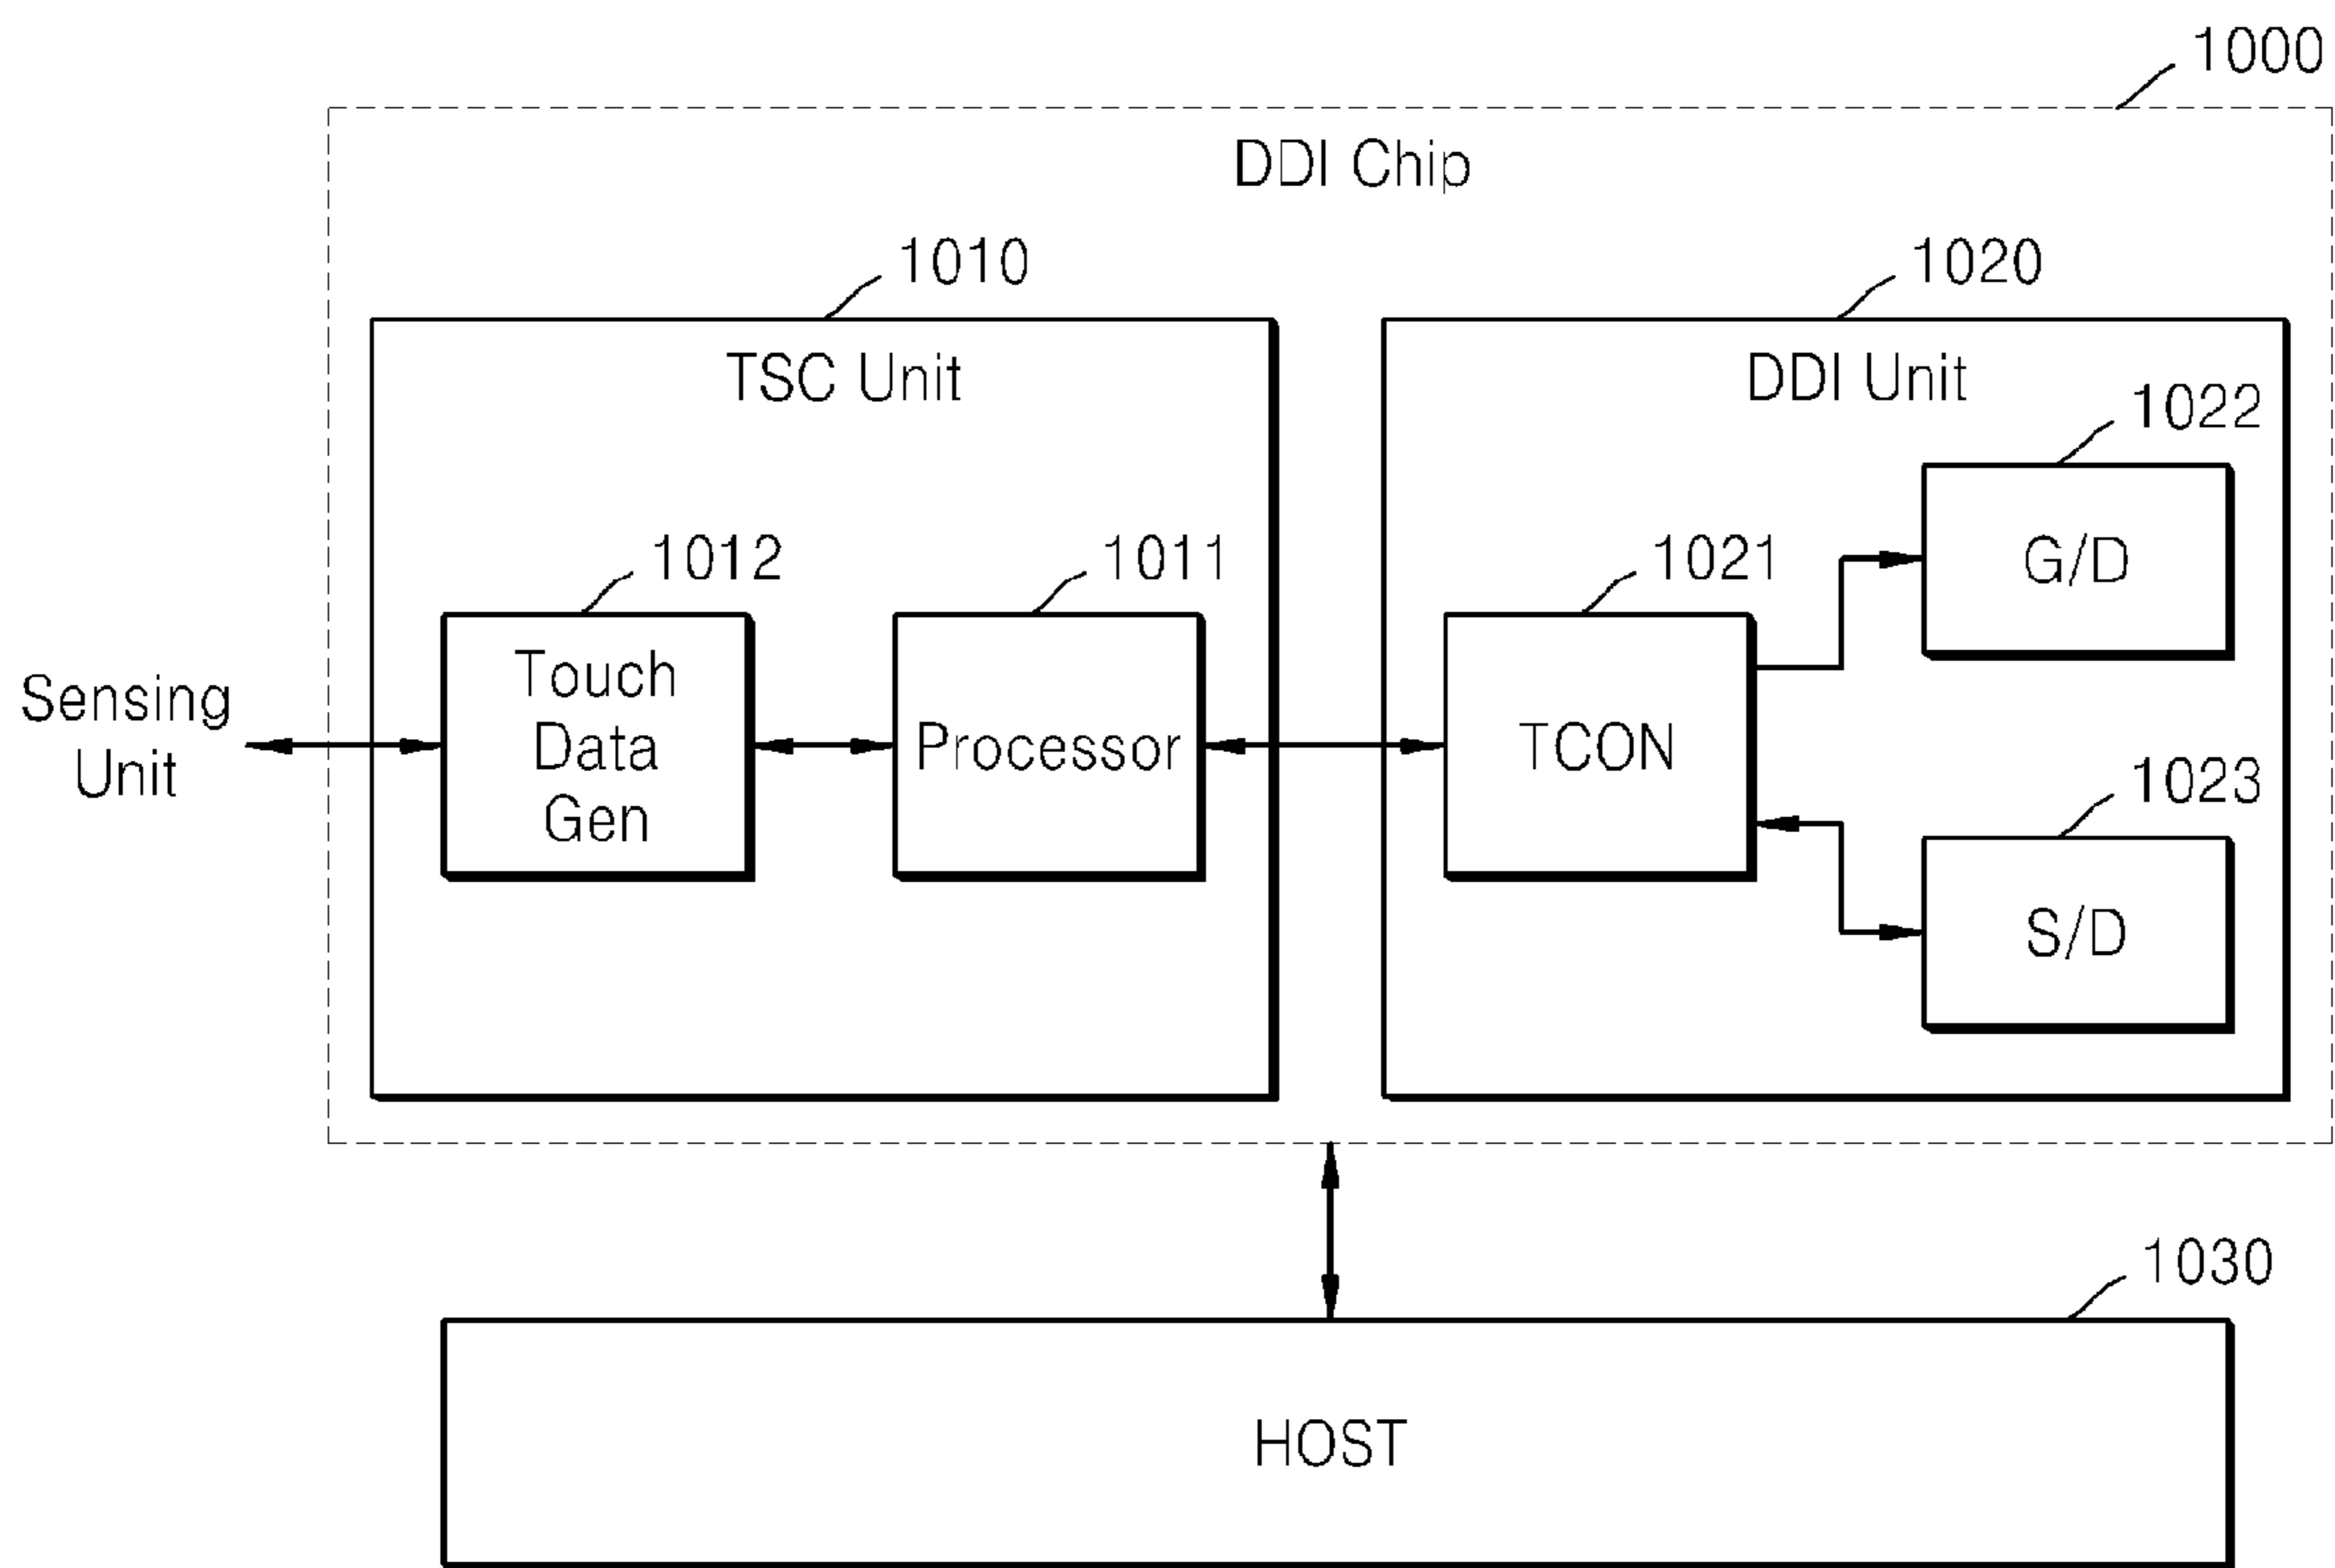 1000
DDI Chip
1010
1020
TSC Unit
DDI Unit
1022
1012
1011
1021
G/D
Sensing
Unit
Touch
Data
Gen
Processor
TCON
1023
S/D
1030
HOST